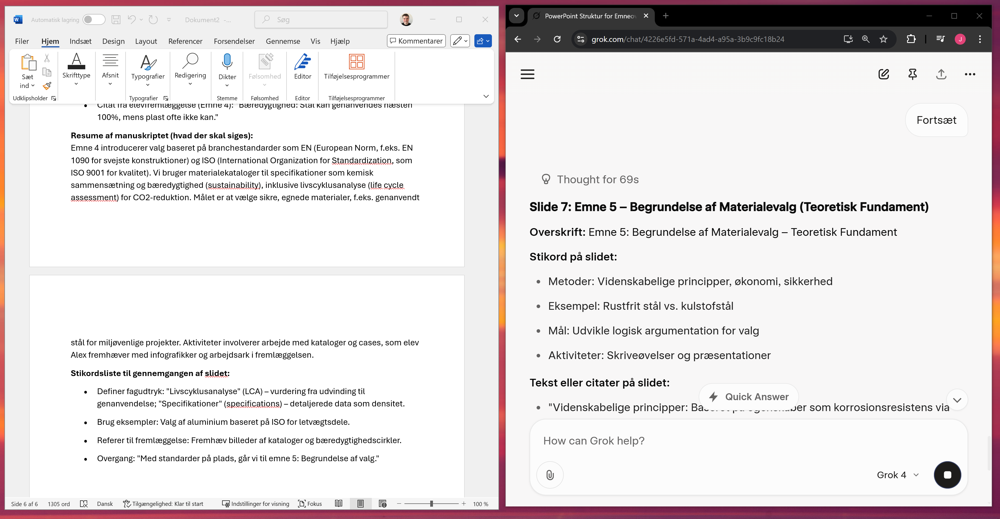 Automatisk lagring
Dokument2 -...
Søg
Filer
Hjem
Indsæt
Design
Layout
Referencer
Forsendelser
Gennemse
Vis
Hjælp
Kommentarer
Sæt
ind
Skrifttype
Afsnit
Typografier
Redigering
Dikter
Følsomhed
Editor
Tilføjelsesprogrammer
Udklipsholder
Typografier
Stemme
Følsomhed
Editor
Tilføjelsesprogrammer
Citat fra elevfremlæggelse (Emne 4): "Bæredygtighed: Stål kan genanvendes næsten
100%, mens plast ofte ikke kan."
Resume af manuskriptet (hvad der skal siges):
Emne 4 introducerer valg baseret på branchestandarder som EN (European Norm, f.eks. EN
1090 for svejste konstruktioner) og ISO (International Organization for Standardization, som
ISO 9001 for kvalitet). Vi bruger materialekataloger til specifikationer som kemisk
sammensætning og bæredygtighed (sustainability), inklusive livscyklusanalyse (life cycle
assessment) for CO2-reduktion. Målet er at vælge sikre, egnede materialer, f.eks. genanvendt
stål for miljøvenlige projekter. Aktiviteter involverer arbejde med kataloger og cases, som elev
Alex fremhæver med infografikker og arbejdsark i fremlæggelsen.
Stikordsliste til gennemgangen af slidet:
• Definer fagudtryk: "Livscyklusanalyse" (LCA) – vurdering fra udvinding til
genanvendelse; "Specifikationer" (specifications) – detaljerede data som densitet.
• Brug eksempler: Valg af aluminium baseret på ISO for letvægtsdele.
• Referer til fremlæggelse: Fremhæv billeder af kataloger og bæredygtighedscirkler.
• Overgang: "Med standarder på plads, går vi til emne 5: Begrundelse af valg."
Side 6 af 6
1305 ord
Dansk
Tilgængelighed: Klar til start
Indstillinger for visning
Fokus
100 %
PowerPoint Struktur for Emneov
grok.com/chat/4226e5fd-571a-4ad4-a95a-3b9c9fc18b24
J
Fortsæt
Thought for 69s
Slide 7: Emne 5 – Begrundelse af Materialevalg (Teoretisk Fundament)
Overskrift: Emne 5: Begrundelse af Materialevalg – Teoretisk Fundament
Stikord på slidet:
• Metoder: Videnskabelige principper, økonomi, sikkerhed
• Eksempel: Rustfrit stål vs. kulstofstål
• Mål: Udvikle logisk argumentation for valg
• Aktiviteter: Skriveøvelser og præsentationer
Tekst eller citater på slidet:
Quick Answer
• "Videnskabelige principper: Baseret på egenskaber som korrosionsresistens via
How can Grok help?
Grok 4